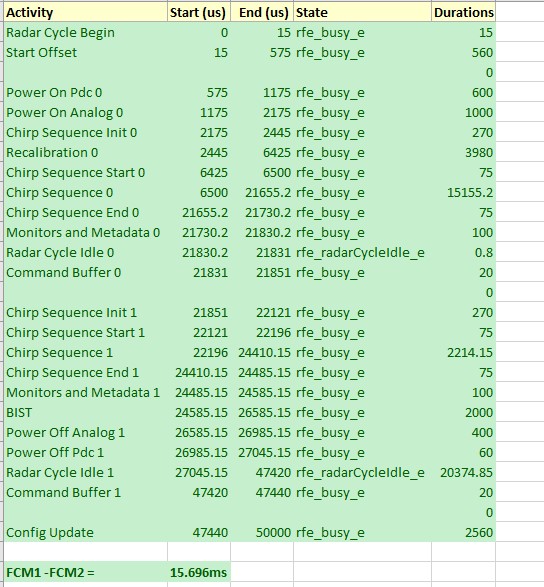 Activity Start (us) End (us) State Durations
Radar Cycle Begin 0 15 rfe_busy_e 15
Start Offset 15 575 rfe_busy_e 560
0
Power On Pdc 0 575 1175 rfe_busy_e 600
Power On Analog 0 1175 2175 rfe_busy_e 1000
Chirp Sequence Init 0 2175 2445 rfe_busy_e 270
Recalibration 0 2445 6425 rfe_busy_e 3980
Chirp Sequence Start 0 6425 6500 rfe_busy_e 75
Chirp Sequence 0 6500 21655.2 rfe_busy_e 15155.2
Chirp Sequence End 0 21655.2 21730.2 rfe_busy_e 75
Monitors and Metadata 0 21730.2 21830.2 rfe_busy_e 100
Radar Cycle Idle 0 21830.2 21831 rfe_radarCycleIdle_e 0.8
Command Buffer 0 21831 21851 rfe_busy_e 20
0
Chirp Sequence Init 1 21851 22121 rfe_busy_e 270
Chirp Sequence Start 1 22121 22196 rfe_busy_e 75
Chirp Sequence 1 22196 24410.15 rfe_busy_e 2214.15
Chirp Sequence End 1 24410.15 24485.15 rfe_busy_e 75
Monitors and Metadata 1 24485.15 24585.15 rfe_busy_e 100
BIST 24585.15 26585.15 rfe_busy_e 2000
Power Off Analog 1 26585.15 26985.15 rfe_busy_e 400
Power Off Pdc 1 26985.15 27045.15 rfe_busy_e 60
Radar Cycle Idle 1 27045.15 47420 rfe_radarCycleIdle_e 20374.85
Command Buffer 1 47420 47440 rfe_busy_e 20
0
Config Update 47440 50000 rfe_busy_e 2560
FCM1 -FCM2 = 15.696ms